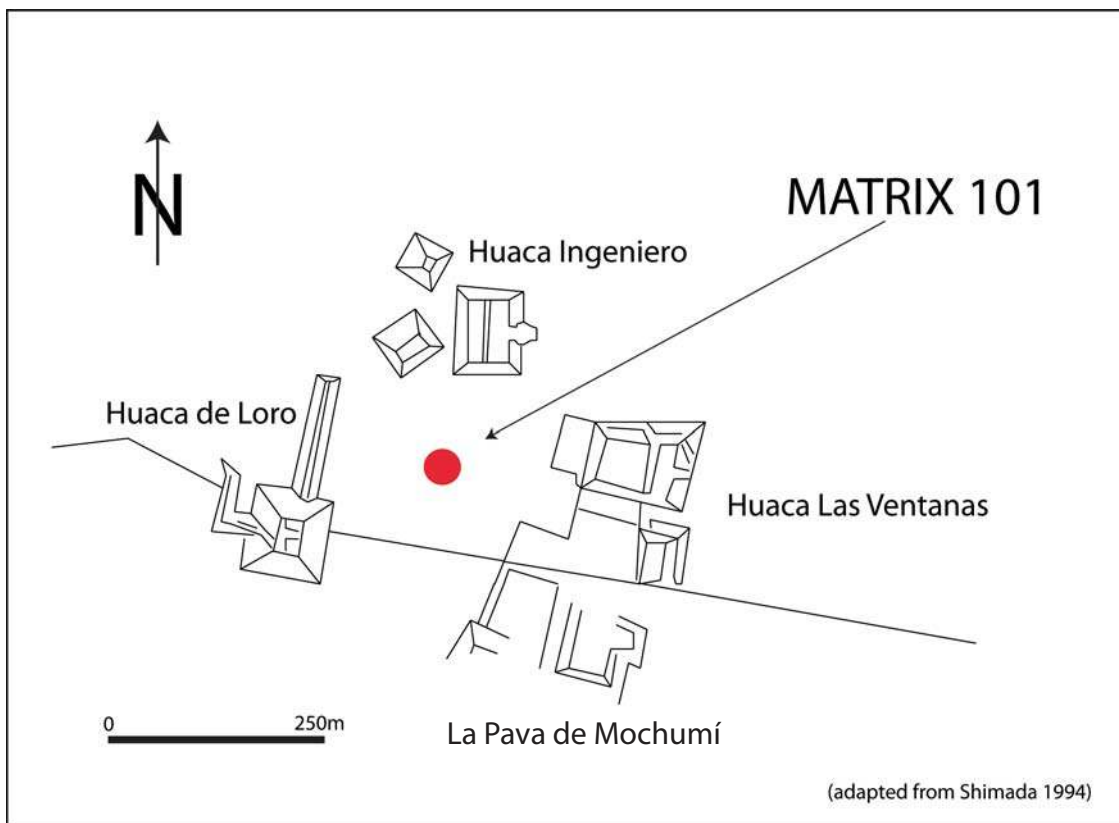 N
MATRIX 101
Huaca Ingeniero
Huaca de Loro
Huaca Las Ventanas
0 250m
La Pava de Mochumí
(adapted from Shimada 1994)